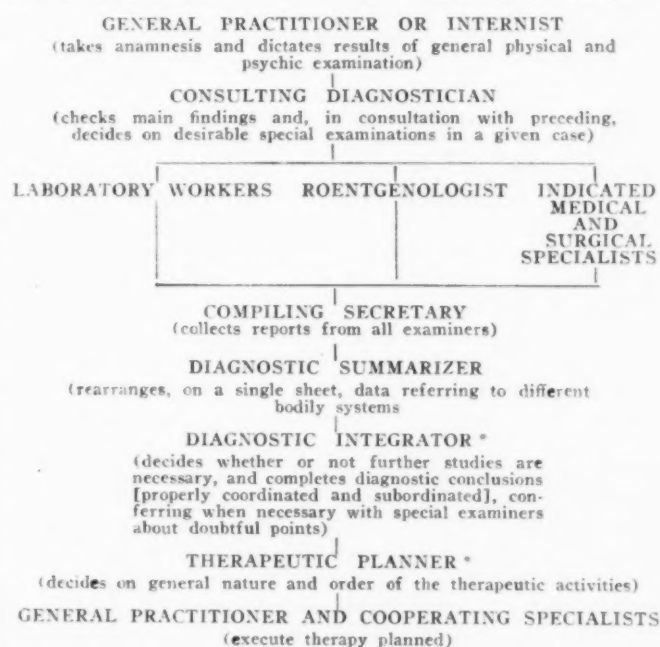 GENERAL PRACTITIONER OR INTERNIST
(takes anamnesis and dictates results of general physical and
psychic examination)
CONSULTING DIAGNOSTICIAN
(checks main findings and, in consultation with preceding,
decides on desirable special examinations in a given case)
LABORATORY WORKERS ROENTGENOLOGIST INDICATED
MEDICAL
AND
SURGICAL
SPECIALISTS
COMPILING SECRETARY
(collects reports from all examiners)
DIAGNOSTIC SUMMARIZER
(rearranges, on a single sheet, data referring to different
bodily systems
DIAGNOSTIC INTEGRATOR *
(decides whether or not further studies are
necessary, and completes diagnostic conclusions
[properly coordinated and subordinated], con-
ferring when necessary with special examiners
about doubtful points)
THERAPEUTIC PLANNER *
(decides on general nature and order of the therapeutic activities)
GENERAL PRACTITIONER AND COOPERATING SPECIALISTS
(execute therapy planned)